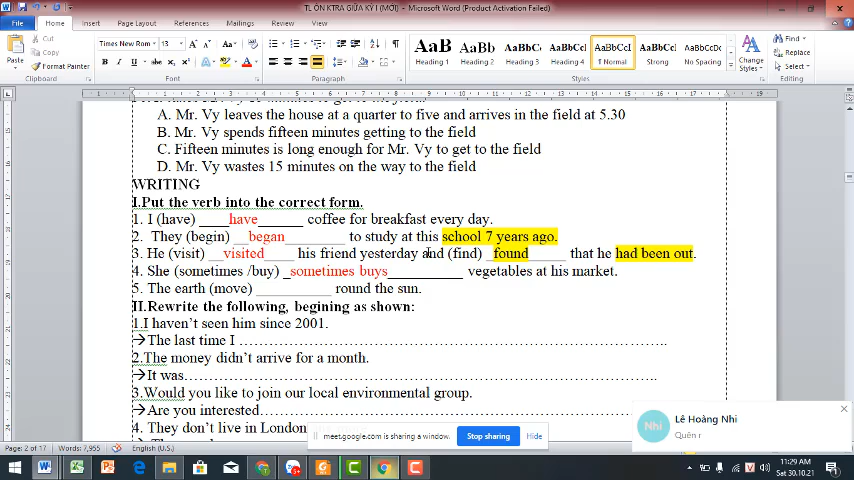 TL ÔN KTRA GIỮA KỲ I (MỚI) - Microsoft Word (Product Activation Failed)
File Home Insert Page Layout References Mailings Review View
Cut
Copy
Paste Format Painter
Clipboard
Times New Rom 13
Font
Paragraph
AaBb AaBb AaBbCc AaBbCcI AaBbCc AaBbCcDc
Heading 1 Heading 2 Heading 3 ¶ Normal Strong No Spacing
Styles
Change Styles
Find
Replace
Select
Editing
A. Mr. Vy leaves the house at a quarter to five and arrives in the field at 5.30
B. Mr. Vy spends fifteen minutes getting to the field
C. Fifteen minutes is long enough for Mr. Vy to get to the field
D. Mr. Vy wastes 15 minutes on the way to the field
WRITING
I.Put the verb into the correct form.
1. I (have) ____have______ coffee for breakfast every day.
2. They (begin) __began________ to study at this school 7 years ago.
3. He (visit) __visited____ his friend yesterday and (find) _found_____ that he had been out.
4. She (sometimes /buy) _sometimes buys__________ vegetables at his market.
5. The earth (move) __________ round the sun.
II.Rewrite the following, begining as shown:
1.I haven't seen him since 2001.
→The last time I ……………………………………………………………………..
2.The money didn't arrive for a month.
→It was……………………………………………………………………………..
3.Would you like to join our local environmental group.
→Are you interested……………………………………………………
4. They don't live in London
meet.google.com is sharing a window. Stop sharing Hide
Nhi Lê Hoàng Nhi
Quên r
Page: 2 of 17 Words: 7,955 English (U.S.)
11:29 AM
Sat 30.10.21